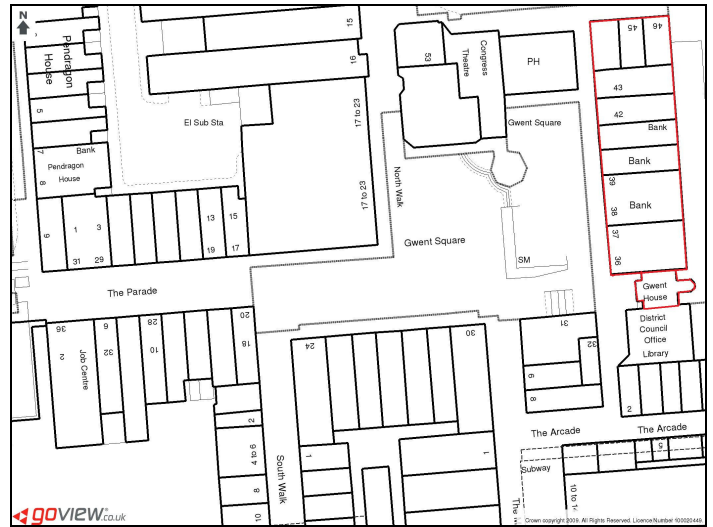 N
Pendragon
House
5
7
Bank
Pendragon
House
8
9
1
3
31
29
13
15
19
17
El Sub Sta
15
16
17 to 23
17 to 23
North Walk
53
Congress
Theatre
PH
Gwent Square
Gwent Square
SM
45
46
43
42
Bank
Bank
39
38
Bank
37
36
Gwent
House
District
Council
Office
Library
The Parade
36
2
Job Centre
6
32
28
10
20
18
2
4 to 6
8
10
South Walk
24
30
1
1
31
32
9
8
2
The Arcade
The Arcade
Subway
5
The
goview.co.uk
Crown copyright 2009. All Rights Reserved. Licence Number 100020449